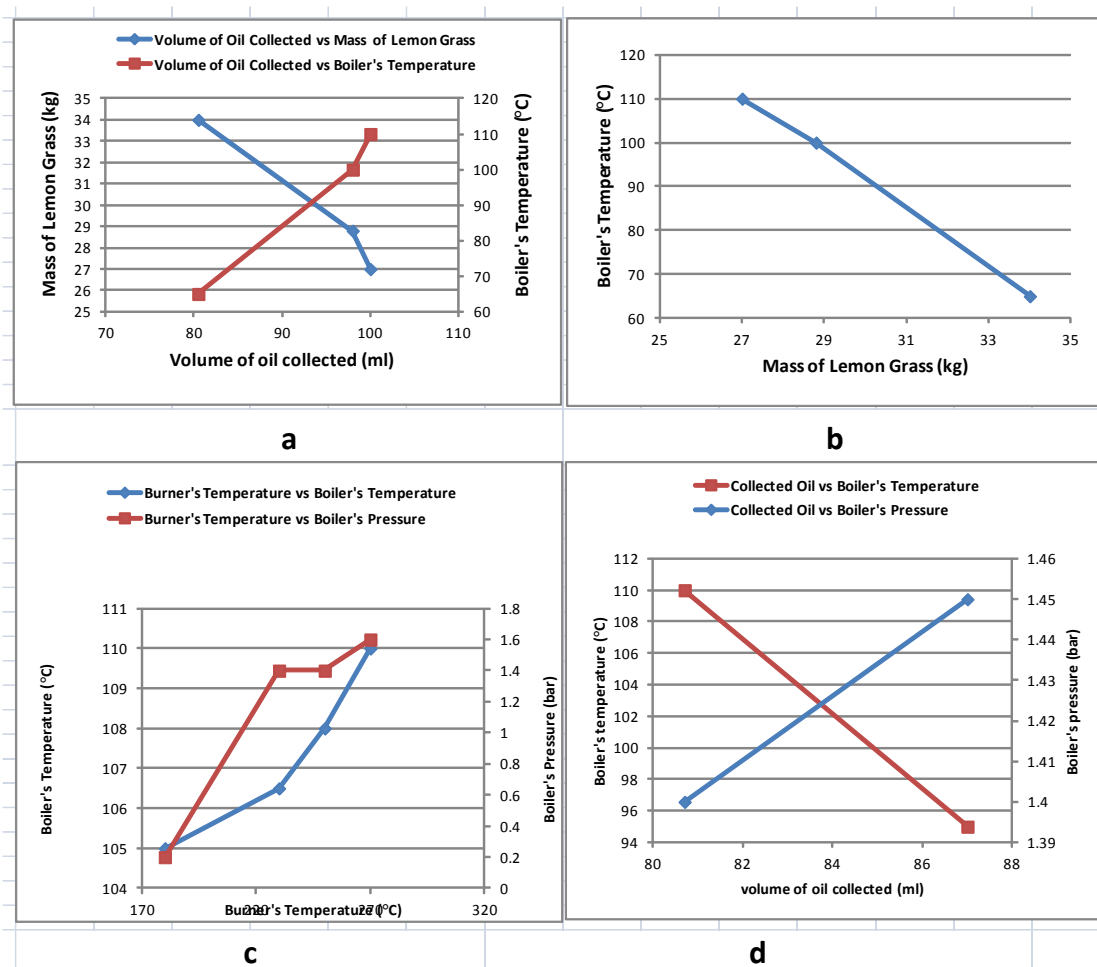 Volume of Oil Collected vs Mass of Lemon Grass
Volume of Oil Collected vs Boiler's Temperature
Mass of Lemon Grass (kg)
35
34
33
32
31
30
29
28
27
26
25
120
110
100
90
80
70
60
Boiler's Temperature (°C)
70 80 90 100 110
Volume of oil collected (ml)
a
Boiler's Temperature (°C)
120
110
100
90
80
70
60
25 27 29 31 33 35
Mass of Lemon Grass (kg)
b
Burner's Temperature vs Boiler's Temperature
Burner's Temperature vs Boiler's Pressure
Boiler's Temperature (°C)
111
110
109
108
107
106
105
104
1.8
1.6
1.4
1.2
1
0.8
0.6
0.4
0.2
0
Boiler's Pressure (bar)
170 220 270 320
Burner's Temperature (°C)
c
Collected Oil vs Boiler's Temperature
Collected Oil vs Boiler's Pressure
Boiler's temperature (°C)
112
110
108
106
104
102
100
98
96
94
1.46
1.45
1.44
1.43
1.42
1.41
1.4
1.39
Boiler's pressure (bar)
80 82 84 86 88
volume of oil collected (ml)
d